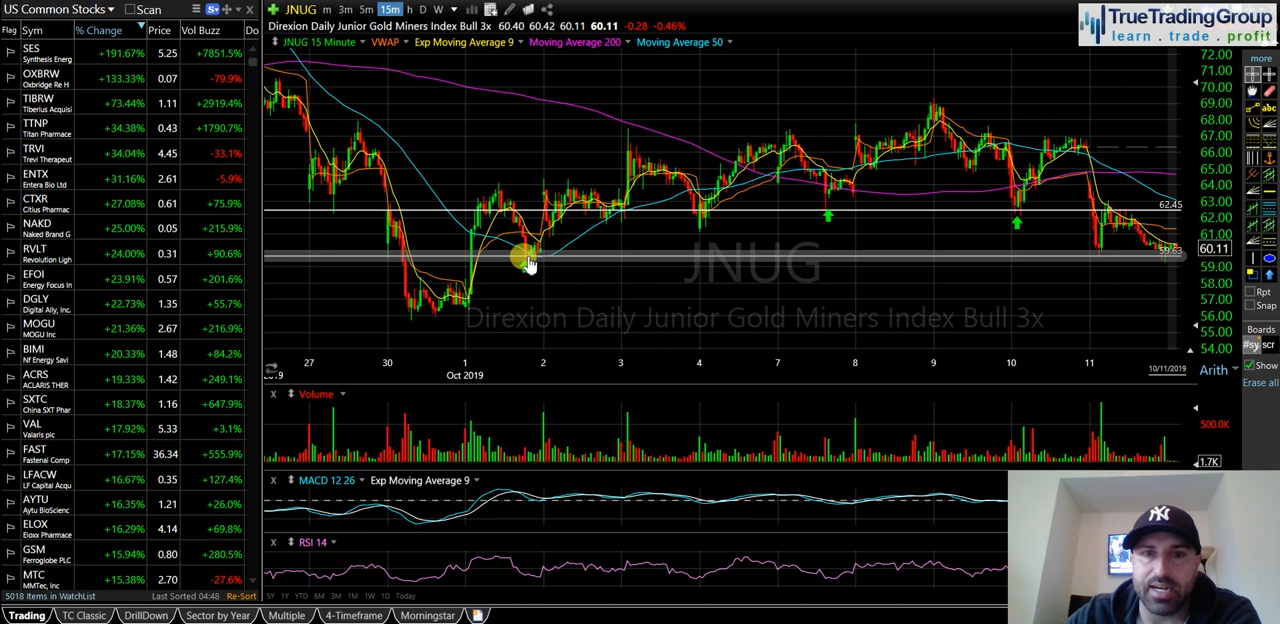 US Common Stocks Scan
Flag Sym % Change Price Vol Buzz Do
SES +191.67% 5.25 +7851.5%
Synthesis Energ
OXBRW +133.33% 0.07 -79.9%
Oxbridge Re H
TIBRW +73.44% 1.11 +2919.4%
Tiberius Acquisi
TTNP +34.38% 0.43 +1790.7%
Titan Pharmace
TRVI +34.04% 4.45 -33.1%
Trevi Therapeut
ENTX +31.16% 2.61 -5.9%
Entera Bio Ltd
CTXR +27.08% 0.61 +75.9%
Citius Pharmac
NAKD +25.00% 0.05 +215.9%
Naked Brand G
RVLT +24.00% 0.31 +90.6%
Revolution Ligh
EFOI +23.91% 0.57 +201.6%
Energy Focus In
DGLY +22.73% 1.35 +57.7%
Digital Ally, Inc.
MOGU +21.36% 2.67 +216.9%
MOGU Inc
BIMI +20.33% 1.48 +84.2%
Nf Energy Savi
ACRS +19.33% 1.42 +249.1%
ACLARIS THER
SXTC +18.37% 1.16 +647.9%
China SXT Phar
VAL +17.92% 5.33 +3.1%
Valaris plc
FAST +17.15% 36.34 +555.9%
Fastenal Comp
LFACW +16.67% 0.35 +127.4%
LF Capital Acqu
AYTU +16.35% 1.21 +26.0%
Aytu BioScienc
ELOX +16.29% 4.14 +69.8%
Eloxx Pharmace
GSM +15.94% 0.80 +280.5%
Ferroglobe PLC
MTC +15.38% 2.70 -27.6%
MMTec, Inc
5018 Items in WatchList Last Sorted 04:48 Re-Sort
JNUG m 3m 5m 15m h D W
Direxion Daily Junior Gold Miners Index Bull 3x 60.40 60.42 60.11 60.11 -0.28 -0.46%
JNUG 15 Minute VWAP Exp Moving Average 9 Moving Average 200 Moving Average 50
TrueTradingGroup
learn . trade . profit
more
abc
72.00
71.00
70.00
69.00
68.00
67.00
66.00
65.00
64.00
63.00
62.45
62.00
61.00
60.11
59.63
59.00
58.00
57.00
56.00
55.00
54.00
JNUG
Direxion Daily Junior Gold Miners Index Bull 3x
27 30 1 2 3 4 7 8 9 10 11
2019 Oct 2019 10/11/2019
Arith
Rpt
Snap
Boards
#sy scr
Show
Erase all
X Volume
500.0K
1.7K
X MACD 12 26 Exp Moving Average 9
X RSI 14
5Y 1Y YTD 6M 3M 1M 1W 1D Today
Trading TC Classic DrillDown Sector by Year Multiple 4-Timeframe Morningstar